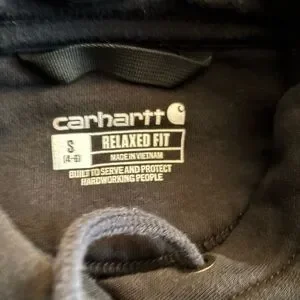 carhartt
S RELAXED FIT
(4-6) MADE IN VIETNAM
BUILT TO SERVE AND PROTECT
HARDWORKING PEOPLE